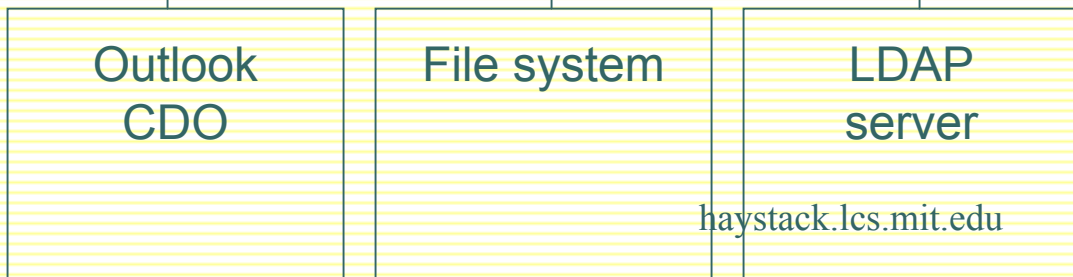 Outlook
CDO
File system
LDAP
server
haystack.lcs.mit.edu